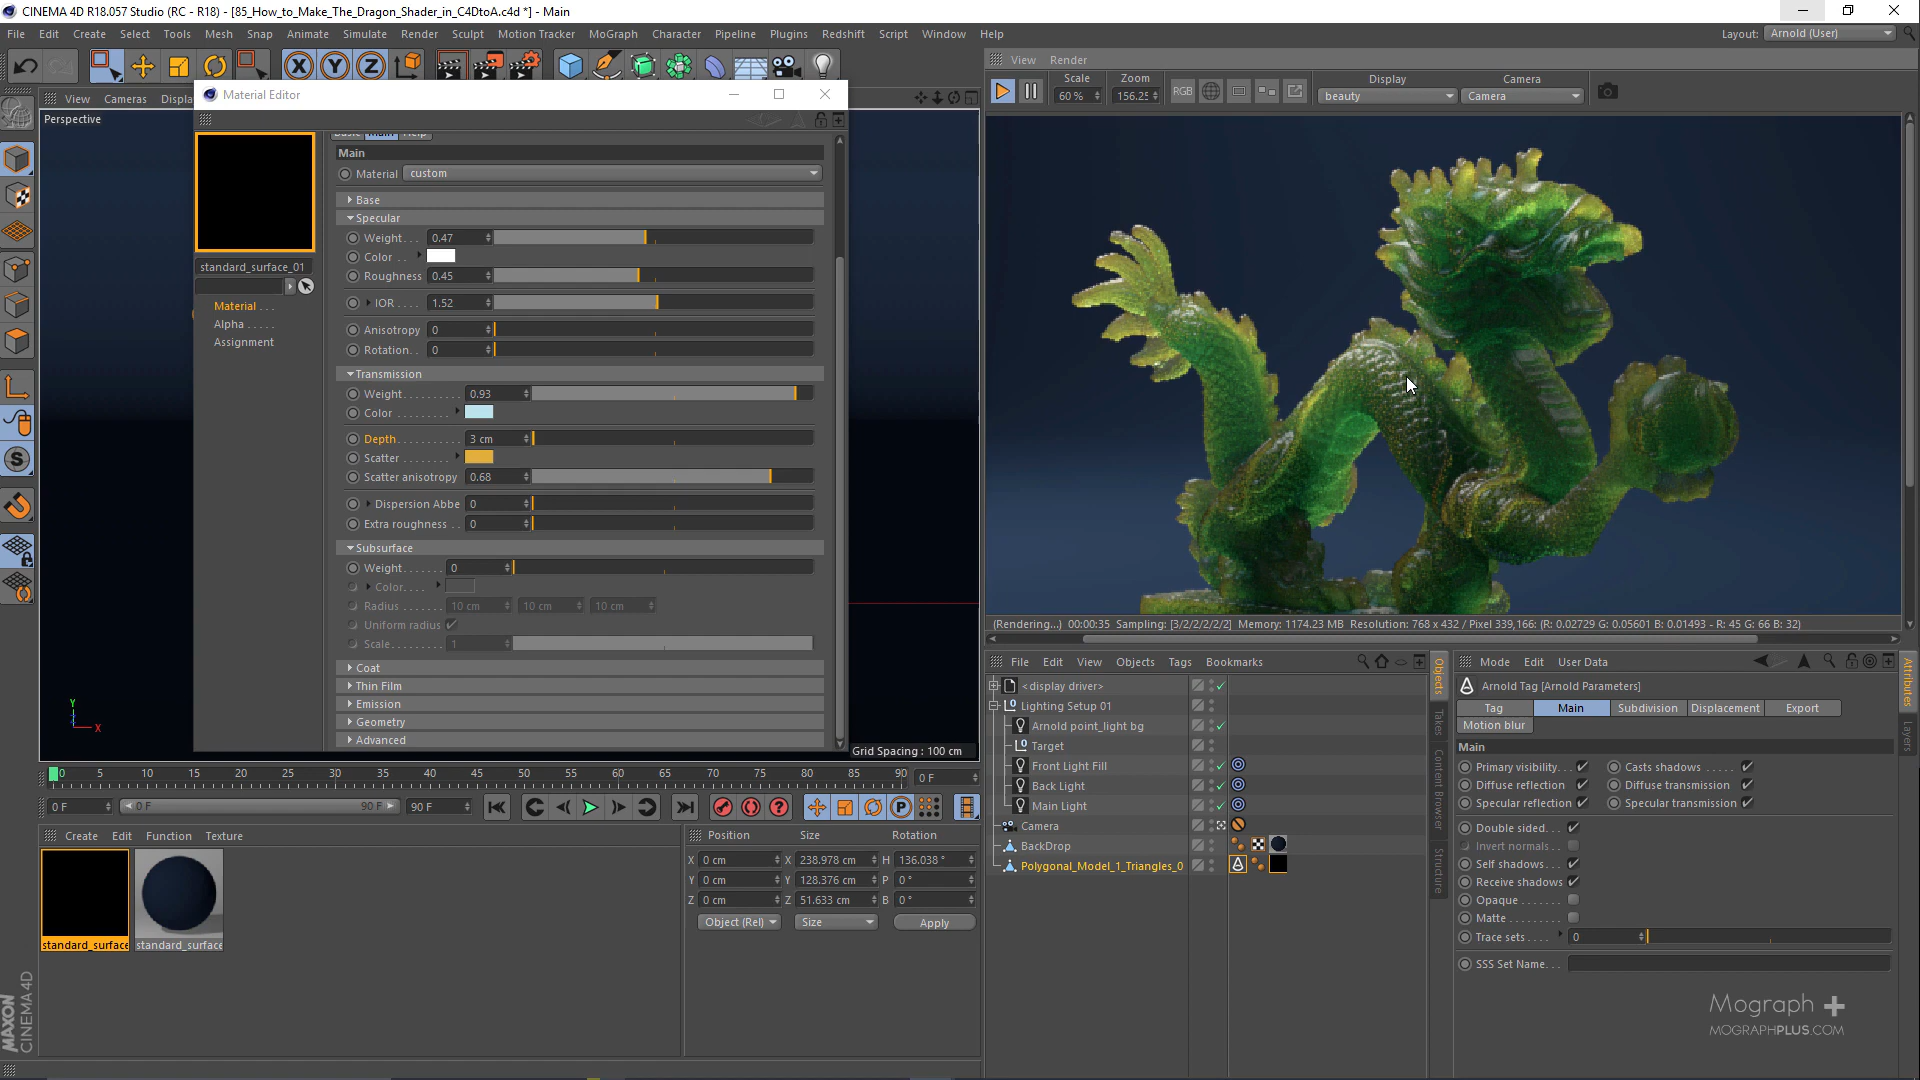 CINEMA 4D R18.057 Studio (RC - R18) - [85_How_to_Make_The_Dragon_Shader_in_C4DtoA.c4d *] - Main
File Edit Create Select Tools Mesh Snap Animate Simulate Render Sculpt Motion Tracker MoGraph Character Pipeline Plugins Redshift Script Window Help
Layout: Arnold (User)
View Cameras Displa
Perspective
Material Editor
Main
Material custom
Base
Specular
Weight. . . 0.47
Color . .
Roughness 0.45
IOR . . . . 1.52
Anisotropy 0
Rotation. . 0
Transmission
Weight. . . . . . . . . . 0.93
Color . . . . . . . .
Depth. . . . . . . . . . 3 cm
Scatter . . . . . . . .
Scatter anisotropy 0.68
Dispersion Abbe 0
Extra roughness . . 0
Subsurface
Weight. . . . . . . 0
Color. . . .
Radius . . . . . . . 10 cm 10 cm 10 cm
Uniform radius
Scale. . . . . . . . . 1
Coat
Thin Film
Emission
Geometry
Advanced
standard_surface_01
Material . . .
Alpha . . . . .
Assignment
Y
X
Z
Grid Spacing : 100 cm
0 5 10 15 20 25 30 35 40 45 50 55 60 65 70 75 80 85 90 0 F
0 F 0 F 90 F 90 F
Create Edit Function Texture
standard_surface standard_surface
Position Size Rotation
X 0 cm X 238.978 cm H 136.038 °
Y 0 cm Y 128.376 cm P 0 °
Z 0 cm Z 51.633 cm B 0 °
Object (Rel) Size Apply
MAXON
CINEMA 4D
View Render
Scale Zoom Display Camera
60 % 156.25 RGB beauty Camera
(Rendering...) 00:00:35 Sampling: [3/2/2/2/2/2] Memory: 1174.23 MB Resolution: 768 x 432 / Pixel 339,166: (R: 0.02729 G: 0.05601 B: 0.01493 - R: 45 G: 66 B: 32)
File Edit View Objects Tags Bookmarks
<display driver>
Lighting Setup 01
Arnold point_light bg
Target
Front Light Fill
Back Light
Main Light
Camera
BackDrop
Polygonal_Model_1_Triangles_0
Objects
Takes
Content Browser
Structure
Mode Edit User Data
Arnold Tag [Arnold Parameters]
Tag Main Subdivision Displacement Export
Motion blur
Main
Primary visibility. . . Casts shadows . . . . .
Diffuse reflection Diffuse transmission
Specular reflection Specular transmission
Double sided. . .
Invert normals. .
Self shadows. . .
Receive shadows
Opaque . . . . . . .
Matte . . . . . . . . .
Trace sets . . . . 0
SSS Set Name. . .
Attributes
Layers
Mograph +
MOGRAPHPLUS.COM